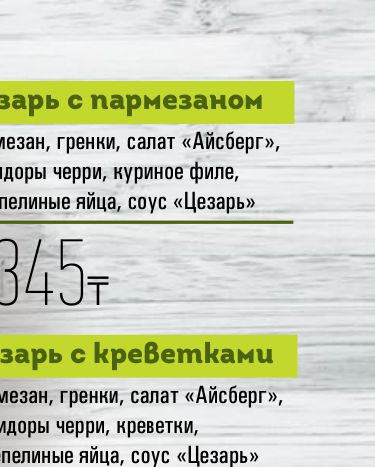 зарь с пармезаном
мезан, гренки, салат «Айсберг»,
идоры черри, куриное филе,
пелиные яйца, соус «Цезарь»
345₸
зарь с креветками
мезан, гренки, салат «Айсберг»,
идоры черри, креветки,
епелиные яйца, соус «Цезарь»